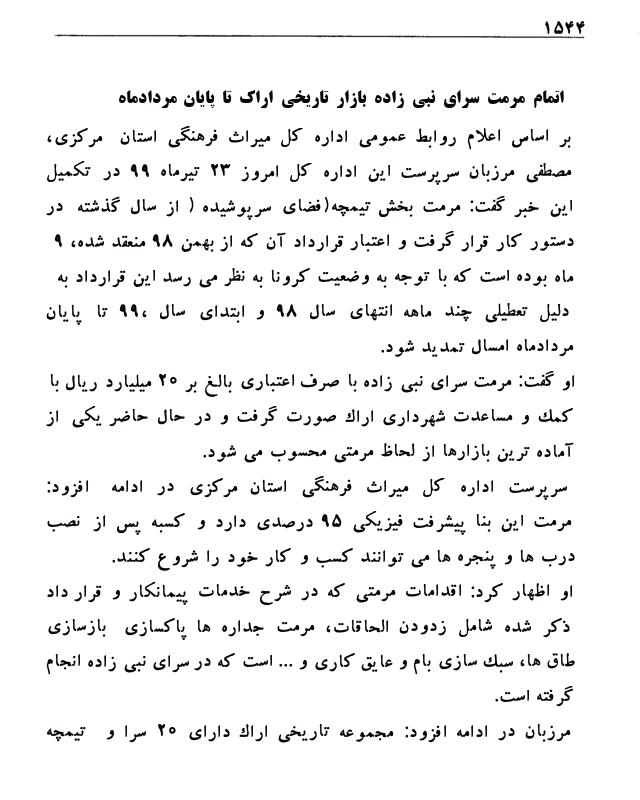 ۱۵۴۴
اتمام مرمت سرای نبی زاده بازار تاریخی اراک تا پایان مردادماه
بر اساس اعلام روابط عمومی اداره کل میراث فرهنگی استان مرکزی،
مصطفی مرزبان سرپرست این اداره کل امروز ۲۳ تیرماه ۹۹ در تکمیل
این خبر گفت: مرمت بخش تیمچه(فضای سرپوشیده ( از سال گذشته در
دستور کار قرار گرفت و اعتبار قرارداد آن که از بهمن ۹۸ منعقد شده، ۹
ماه بوده است که با توجه به وضعیت کرونا به نظر می رسد این قرارداد به
دلیل تعطیلی چند ماهه انتهای سال ۹۸ و ابتدای سال ،۹۹ تا پایان
مردادماه امسال تمدید شود.
او گفت: مرمت سرای نبی زاده با صرف اعتباری بالغ بر ۲۰ میلیارد ریال با
کمک و مساعدت شهرداری اراک صورت گرفت و در حال حاضر یکی از
آماده ترین بازارها از لحاظ مرمتی محسوب می شود.
سرپرست اداره کل میراث فرهنگی استان مرکزی در ادامه افزود:
مرمت این بنا پیشرفت فیزیکی ۹۵ درصدی دارد و کسبه پس از نصب
درب ها و پنجره ها می توانند کسب و کار خود را شروع کنند.
او اظهار کرد: اقدامات مرمتی که در شرح خدمات پیمانکار و قرار داد
ذکر شده شامل زدودن الحاقات، مرمت جداره ها پاکسازی بازسازی
طاق ها، سبک سازی بام و عایق کاری و ... است که در سرای نبی زاده انجام
گرفته است.
مرزبان در ادامه افزود: مجموعه تاریخی اراک دارای ۲۰ سرا و تیمچه